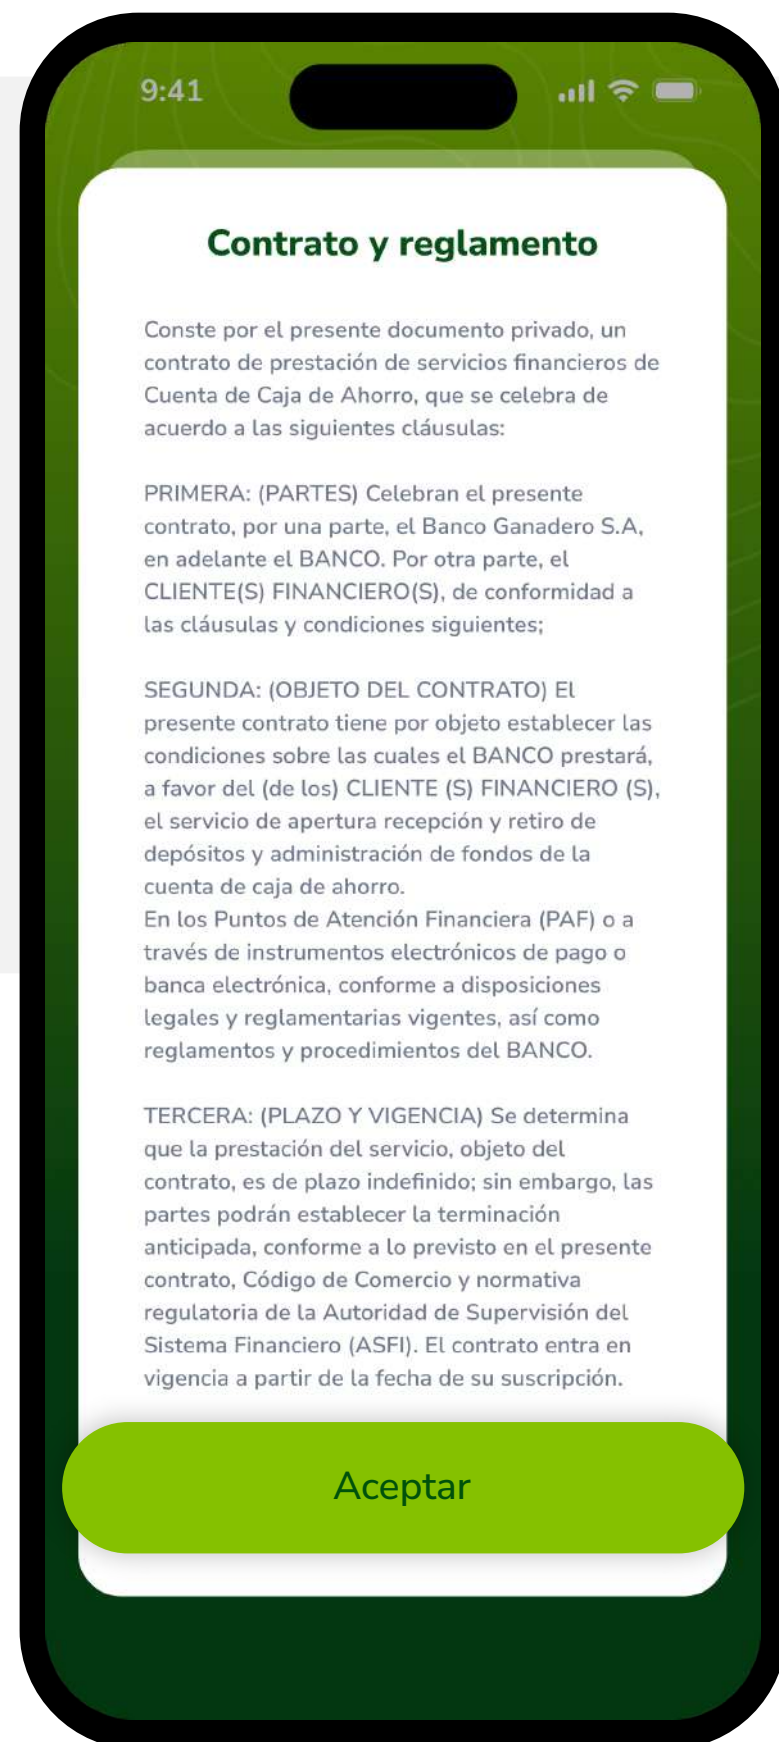 9:41
Contrato y reglamento
Conste por el presente documento privado, un
contrato de prestación de servicios financieros de
Cuenta de Caja de Ahorro, que se celebra de
acuerdo a las siguientes cláusulas:
PRIMERA: (PARTES) Celebran el presente
contrato, por una parte, el Banco Ganadero S.A,
en adelante el BANCO. Por otra parte, el
CLIENTE(S) FINANCIERO(S), de conformidad a
las cláusulas y condiciones siguientes;
SEGUNDA: (OBJETO DEL CONTRATO) El
presente contrato tiene por objeto establecer las
condiciones sobre las cuales el BANCO prestará,
a favor del (de los) CLIENTE (S) FINANCIERO (S),
el servicio de apertura recepción y retiro de
depósitos y administración de fondos de la
cuenta de caja de ahorro.
En los Puntos de Atención Financiera (PAF) o a
través de instrumentos electrónicos de pago o
banca electrónica, conforme a disposiciones
legales y reglamentarias vigentes, así como
reglamentos y procedimientos del BANCO.
TERCERA: (PLAZO Y VIGENCIA) Se determina
que la prestación del servicio, objeto del
contrato, es de plazo indefinido; sin embargo, las
partes podrán establecer la terminación
anticipada, conforme a lo previsto en el presente
contrato, Código de Comercio y normativa
regulatoria de la Autoridad de Supervisión del
Sistema Financiero (ASFI). El contrato entra en
vigencia a partir de la fecha de su suscripción.
Aceptar